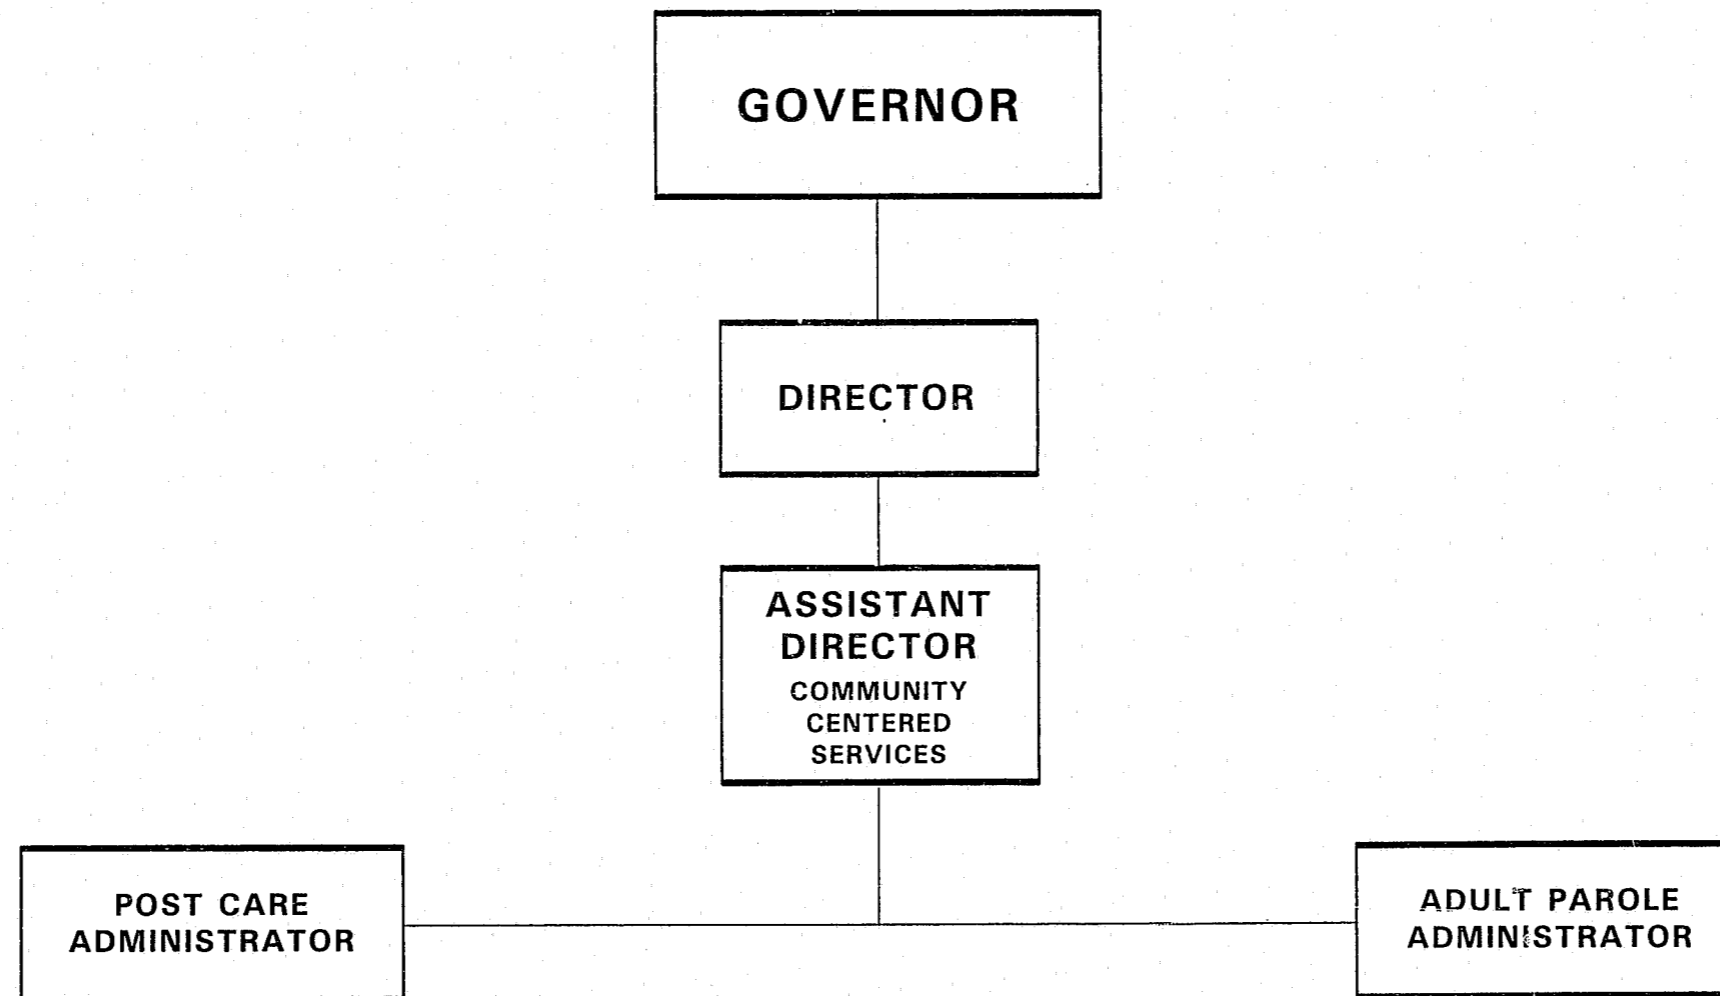 GOVERNOR
DIRECTOR
ASSISTANT
DIRECTOR
COMMUNITY
CENTERED
SERVICES
POST CARE
ADMINISTRATOR
ADULT PAROLE
ADMINISTRATOR